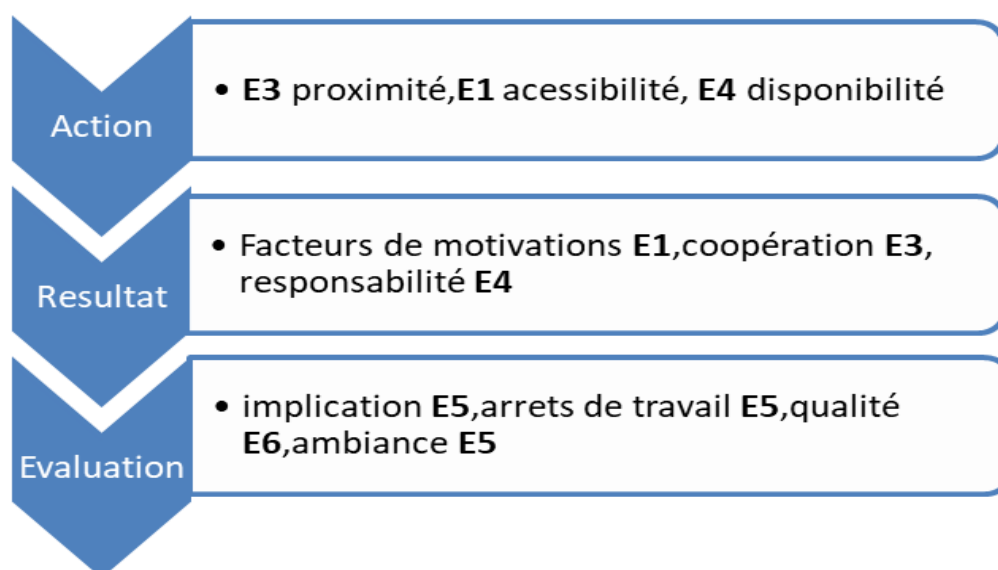 Action
• E3 proximité,E1 acessibilité, E4 disponibilité
Resultat
• Facteurs de motivations E1,coopération E3,
responsabilité E4
Evaluation
• implication E5,arrets de travail E5,qualité
E6,ambiance E5